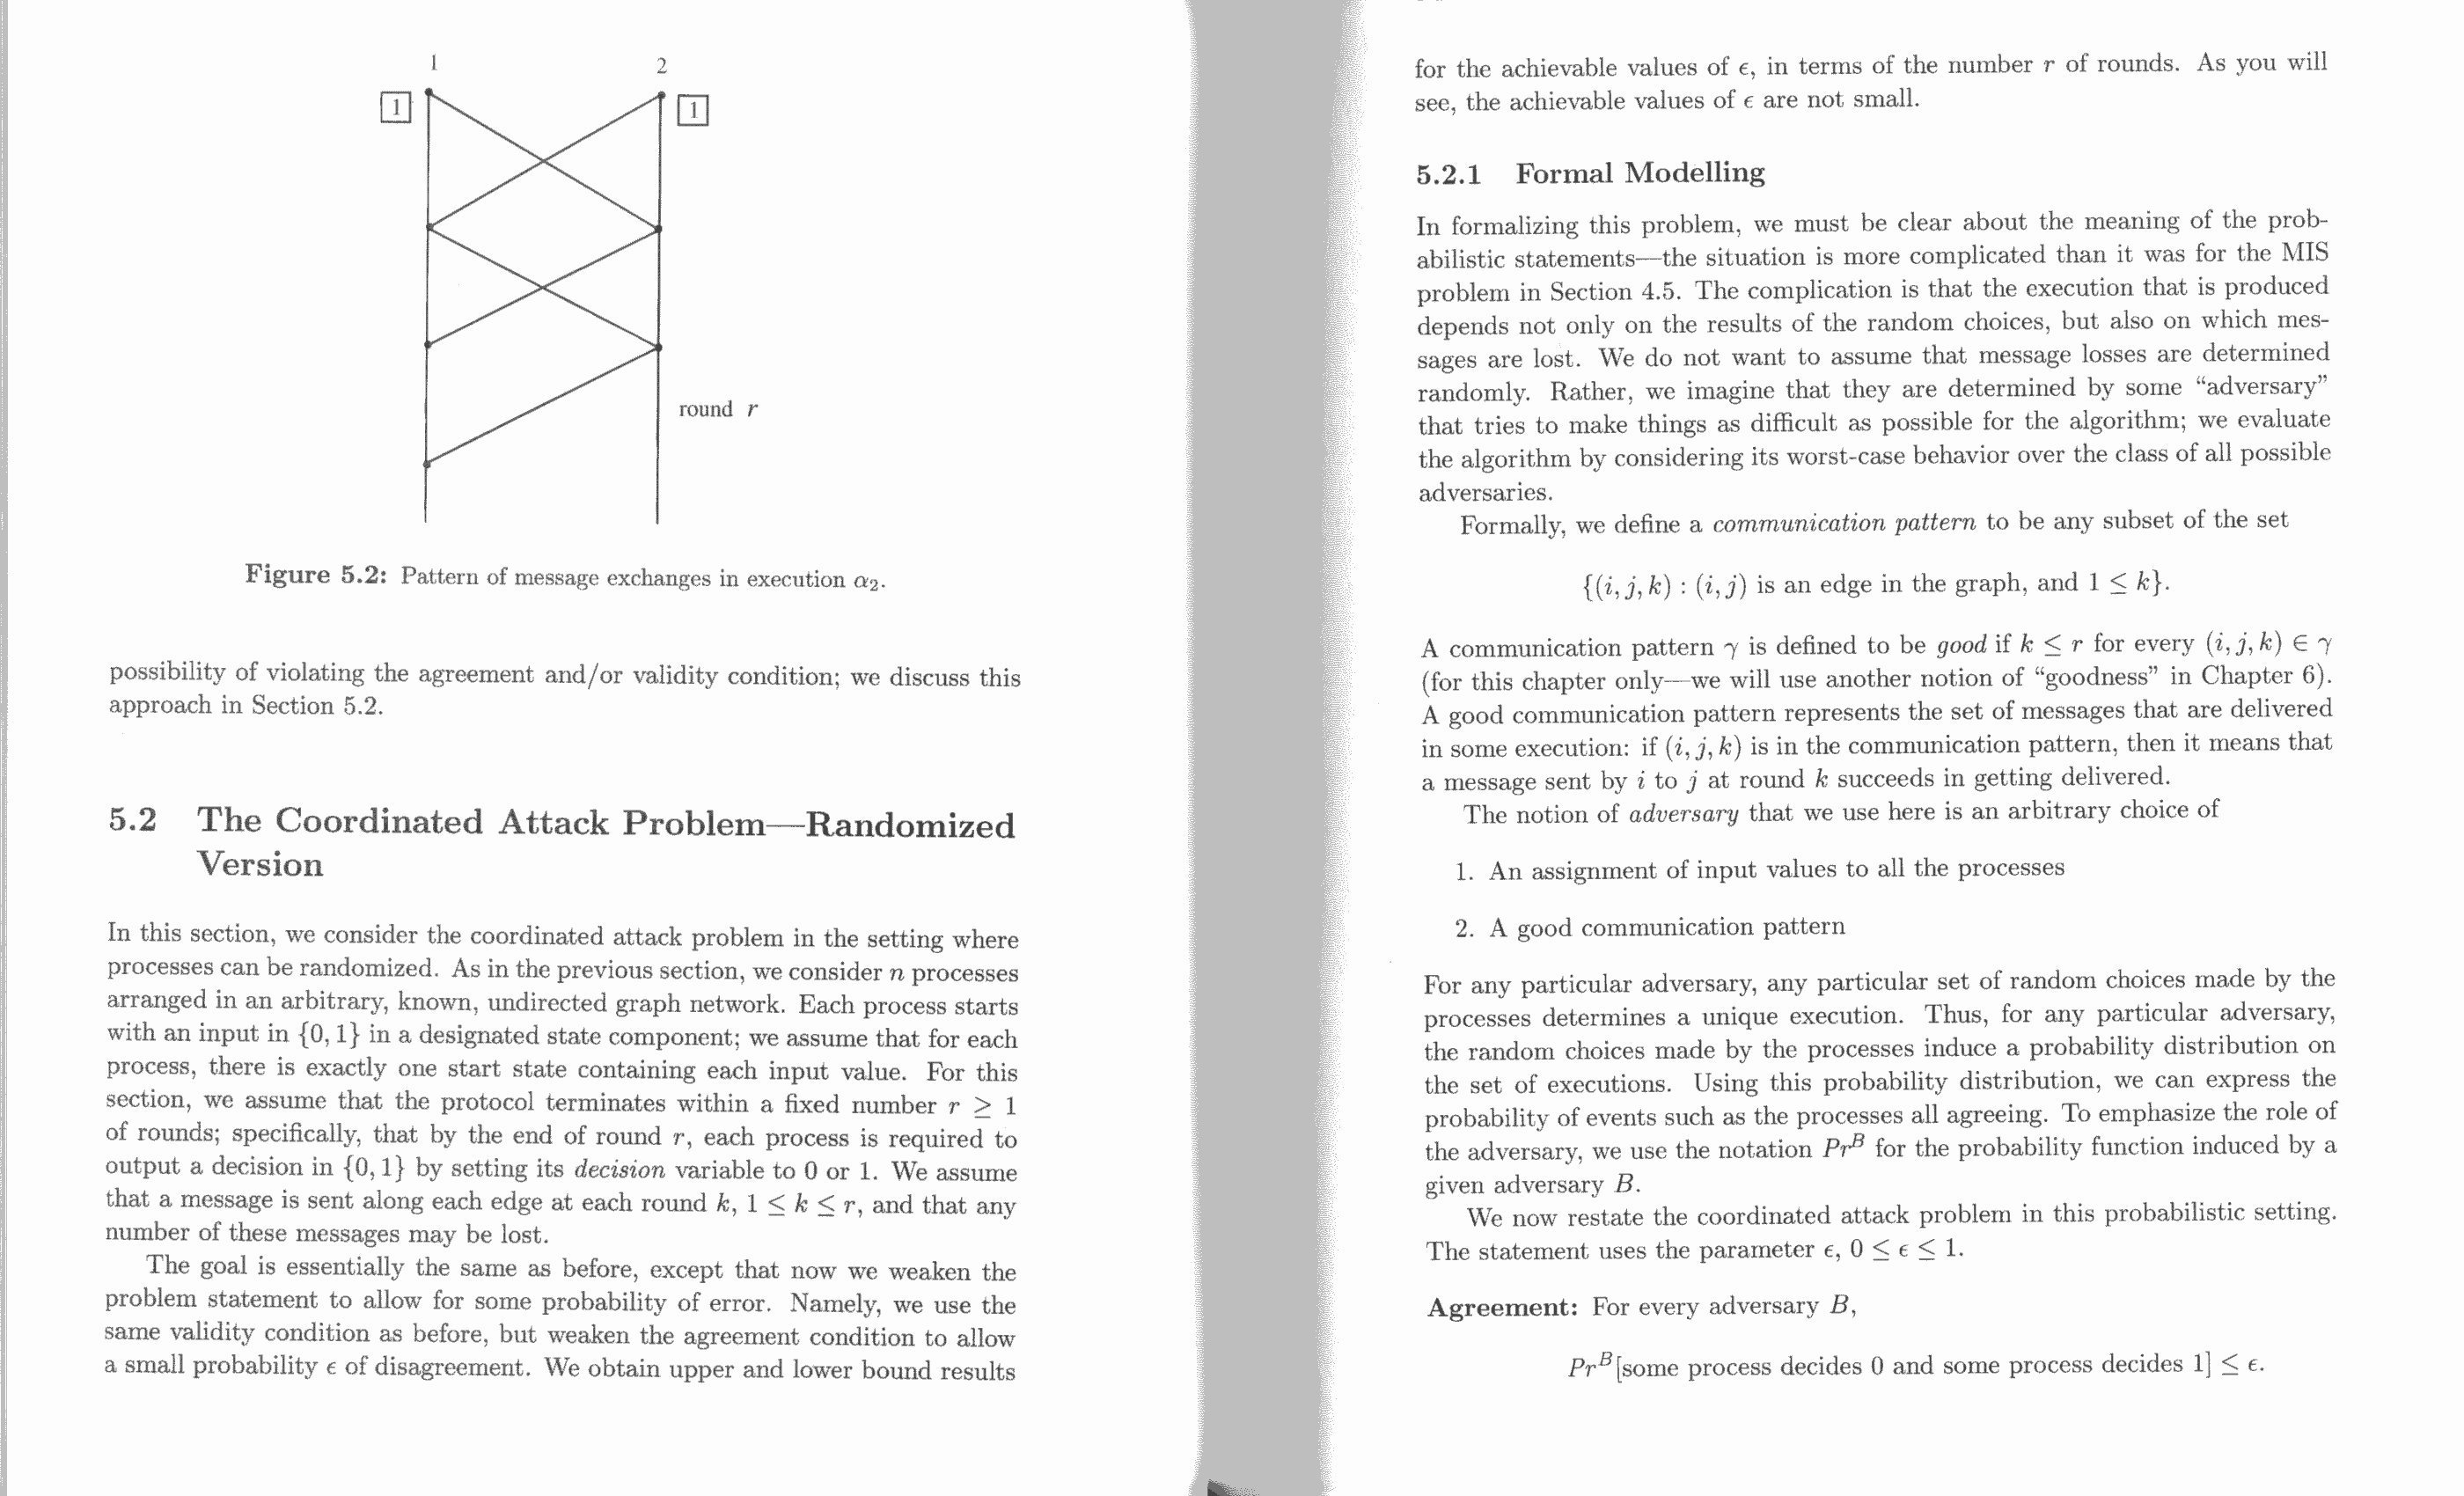 1
2
1
1
round r
Figure 5.2: Pattern of message exchanges in execution α₂.
possibility of violating the agreement and/or validity condition; we discuss this
approach in Section 5.2.
5.2 The Coordinated Attack Problem—Randomized
Version
In this section, we consider the coordinated attack problem in the setting where
processes can be randomized. As in the previous section, we consider n processes
arranged in an arbitrary, known, undirected graph network. Each process starts
with an input in {0, 1} in a designated state component; we assume that for each
process, there is exactly one start state containing each input value. For this
section, we assume that the protocol terminates within a fixed number r ≥ 1
of rounds; specifically, that by the end of round r, each process is required to
output a decision in {0, 1} by setting its decision variable to 0 or 1. We assume
that a message is sent along each edge at each round k, 1 ≤ k ≤ r, and that any
number of these messages may be lost.
The goal is essentially the same as before, except that now we weaken the
problem statement to allow for some probability of error. Namely, we use the
same validity condition as before, but weaken the agreement condition to allow
a small probability ϵ of disagreement. We obtain upper and lower bound results
for the achievable values of ϵ, in terms of the number r of rounds. As you will
see, the achievable values of ϵ are not small.
5.2.1 Formal Modelling
In formalizing this problem, we must be clear about the meaning of the prob-
abilistic statements—the situation is more complicated than it was for the MIS
problem in Section 4.5. The complication is that the execution that is produced
depends not only on the results of the random choices, but also on which mes-
sages are lost. We do not want to assume that message losses are determined
randomly. Rather, we imagine that they are determined by some “adversary”
that tries to make things as difficult as possible for the algorithm; we evaluate
the algorithm by considering its worst-case behavior over the class of all possible
adversaries.
Formally, we define a communication pattern to be any subset of the set
{(i, j, k) : (i, j) is an edge in the graph, and 1 ≤ k}.
A communication pattern γ is defined to be good if k ≤ r for every (i, j, k) ∈ γ
(for this chapter only—we will use another notion of “goodness” in Chapter 6).
A good communication pattern represents the set of messages that are delivered
in some execution: if (i, j, k) is in the communication pattern, then it means that
a message sent by i to j at round k succeeds in getting delivered.
The notion of adversary that we use here is an arbitrary choice of
1. An assignment of input values to all the processes
2. A good communication pattern
For any particular adversary, any particular set of random choices made by the
processes determines a unique execution. Thus, for any particular adversary,
the random choices made by the processes induce a probability distribution on
the set of executions. Using this probability distribution, we can express the
probability of events such as the processes all agreeing. To emphasize the role of
the adversary, we use the notation Prᴮ for the probability function induced by a
given adversary B.
We now restate the coordinated attack problem in this probabilistic setting.
The statement uses the parameter ϵ, 0 ≤ ϵ ≤ 1.
Agreement: For every adversary B,
Prᴮ[some process decides 0 and some process decides 1] ≤ ϵ.